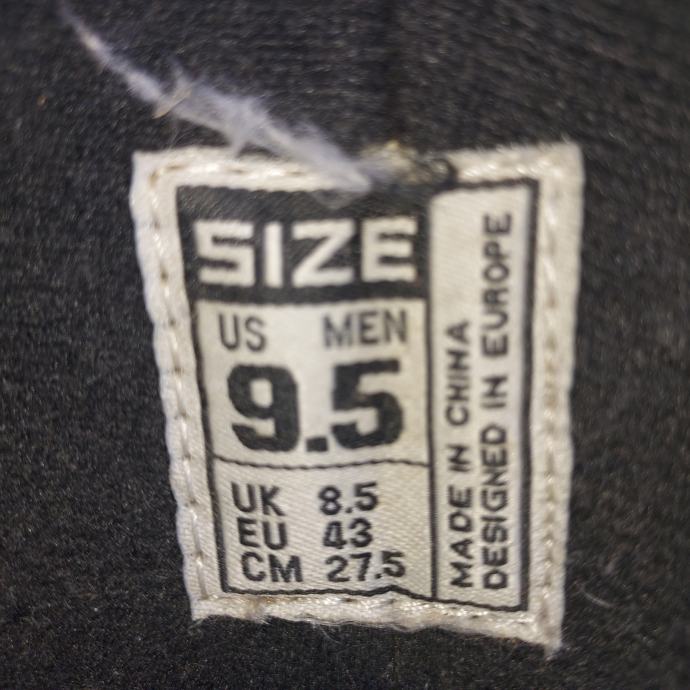 SIZE
US MEN
9.5
UK 8.5
EU 43
CM 27.5
MADE IN CHINA
DESIGNED IN EUROPE